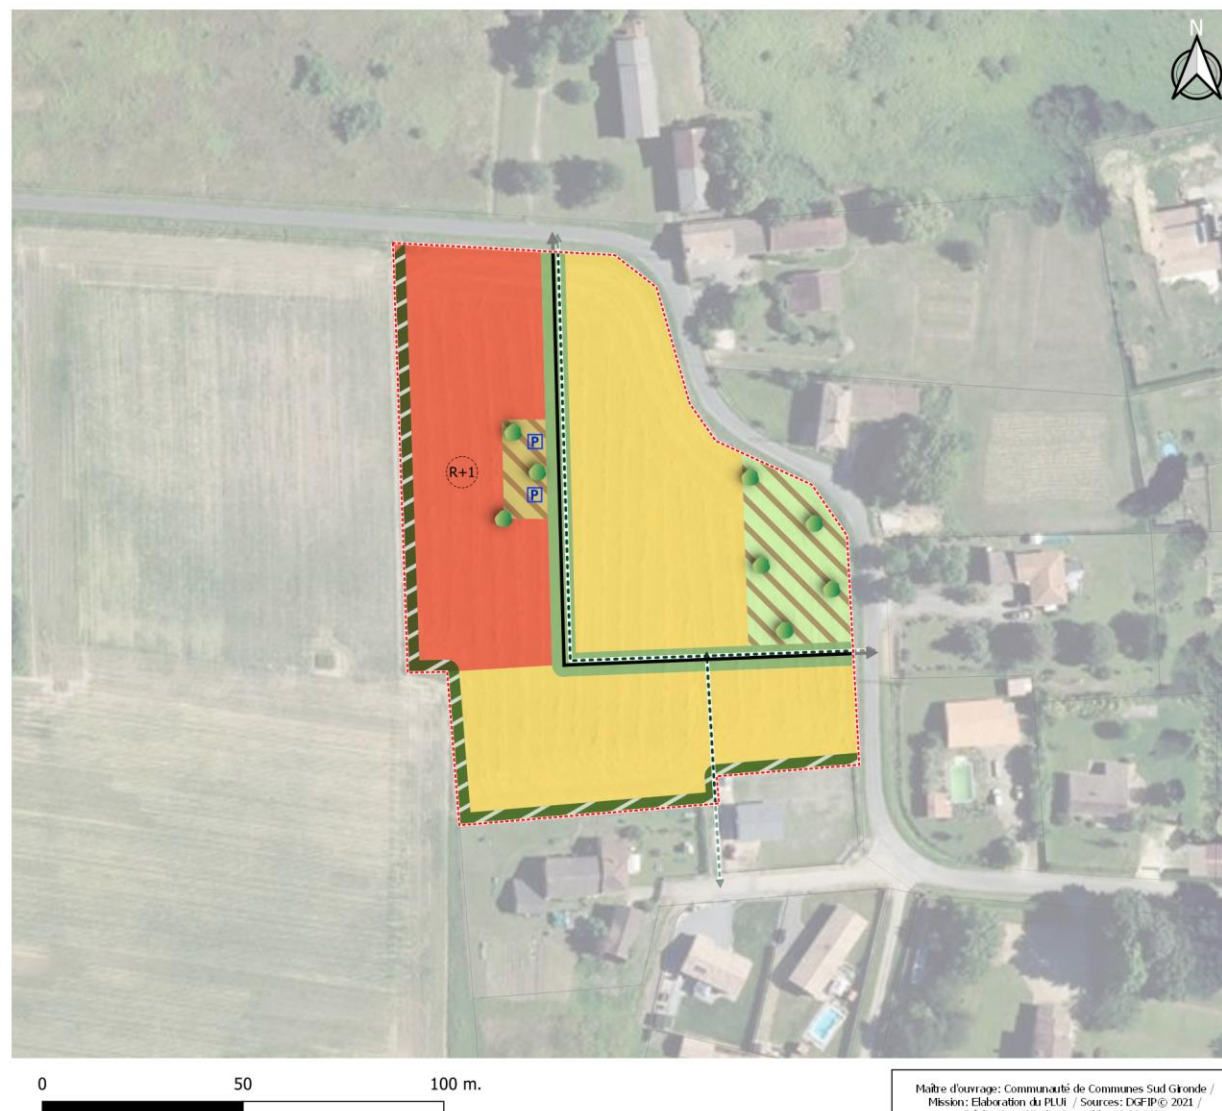 N
P
R+1
P
0 50 100 m.
Maître d'ouvrage: Communauté de Communes Sud Gironde /
Mission: Elaboration du PLUi / Sources: DGFIP© 2021 /